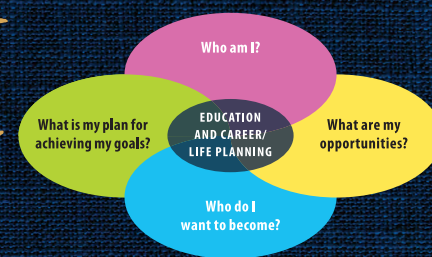 Who am I?
What is my plan for
achieving my goals?
EDUCATION
AND CAREER/
LIFE PLANNING
What are my
opportunities?
Who do I
want to become?